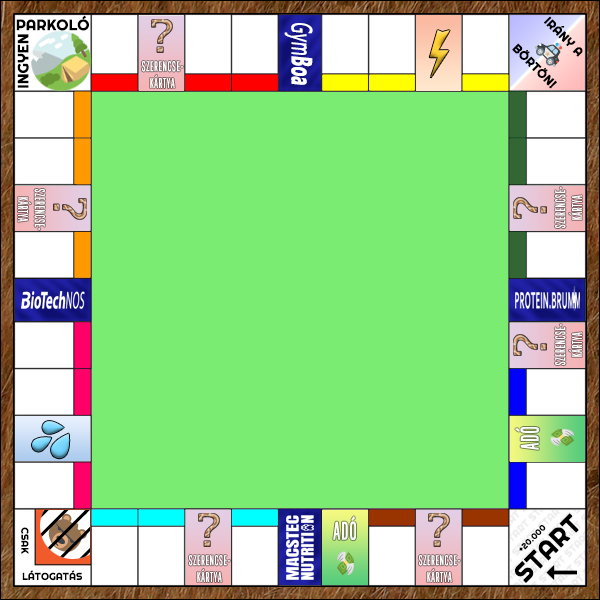 INGYEN
PARKOLÓ
?
SZERENCSE-
KÁRTYA
GymBoa
IRÁNY A
BÖRTÖN!
?
SZERENCSE-
KÁRTYA
?
SZERENCSE-
KÁRTYA
BioTechNOS
PROTEIN.BRUMM
?
SZERENCSE-
KÁRTYA
ADÓ
CSAK
LÁTOGATÁS
?
SZERENCSE-
KÁRTYA
MACSTEC
NUTRITION
ADÓ
?
SZERENCSE-
KÁRTYA
+20.000
START